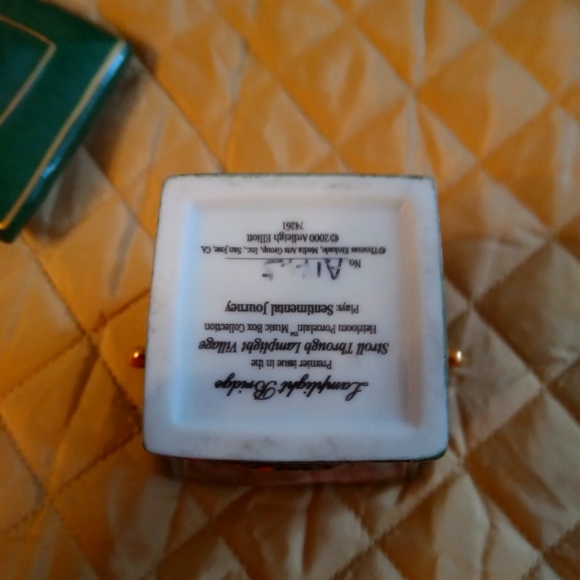 Lamplight Bridge
Premier issue in the
Stroll Through Lamplight Village
Heirloom Porcelain™ Music Box Collection
Plays: Sentimental Journey
No.
©Thomas Kinkade, Media Arts Group, Inc., San Jose, CA
©2000 Ardleigh Elliott
74261